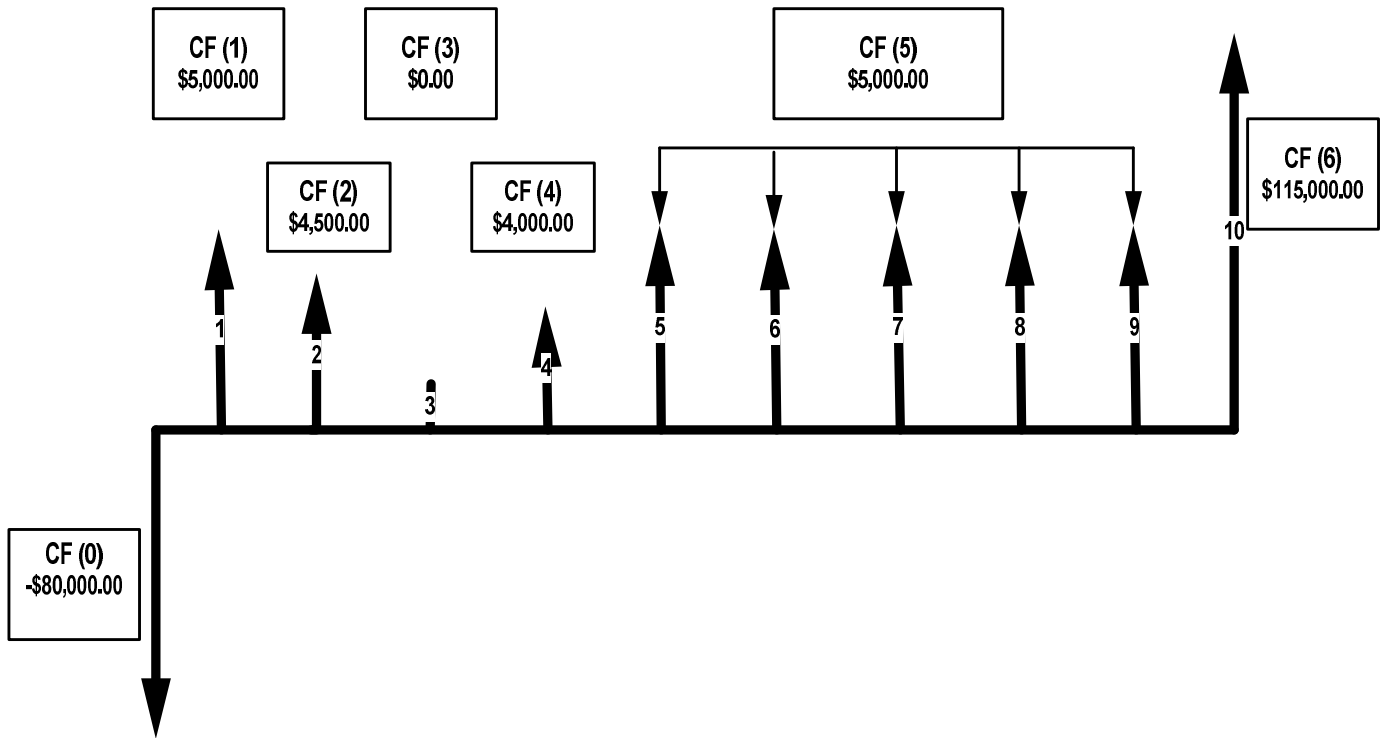 CF (1)
$5,000.00
CF (3)
$0.00
CF (5)
$5,000.00
CF (6)
$115,000.00
CF (2)
$4,500.00
CF (4)
$4,000.00
10
1
2
3
4
5
6
7
8
9
CF (0)
-$80,000.00